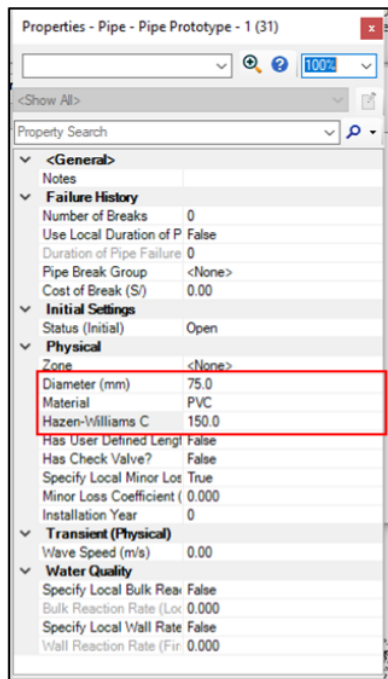 Properties - Pipe - Pipe Prototype - 1 (31)
100%
<Show All>
Property Search
<General>
Notes
Failure History
Number of Breaks 0
Use Local Duration of P False
Duration of Pipe Failure 0
Pipe Break Group <None>
Cost of Break (S/) 0.00
Initial Settings
Status (Initial) Open
Physical
Zone <None>
Diameter (mm) 75.0
Material PVC
Hazen-Williams C 150.0
Has User Defined Lengt False
Has Check Valve? False
Specify Local Minor Los True
Minor Loss Coefficient ( 0.000
Installation Year 0
Transient (Physical)
Wave Speed (m/s) 0.00
Water Quality
Specify Local Bulk Reac False
Bulk Reaction Rate (Loc 0.000
Specify Local Wall Rate False
Wall Reaction Rate (Fir 0.000